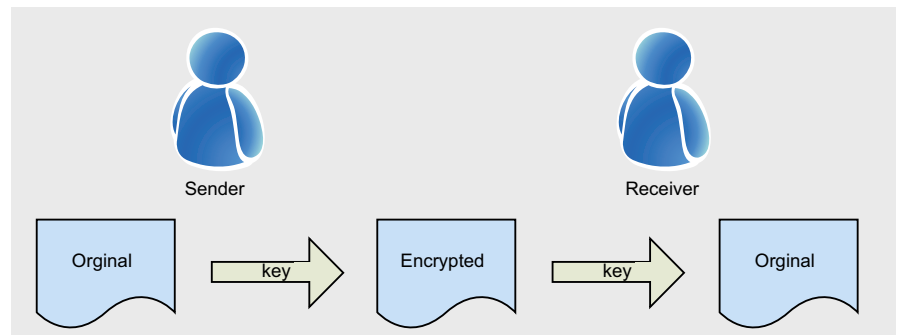 Sender
Receiver
Orginal
key
Encrypted
key
Orginal